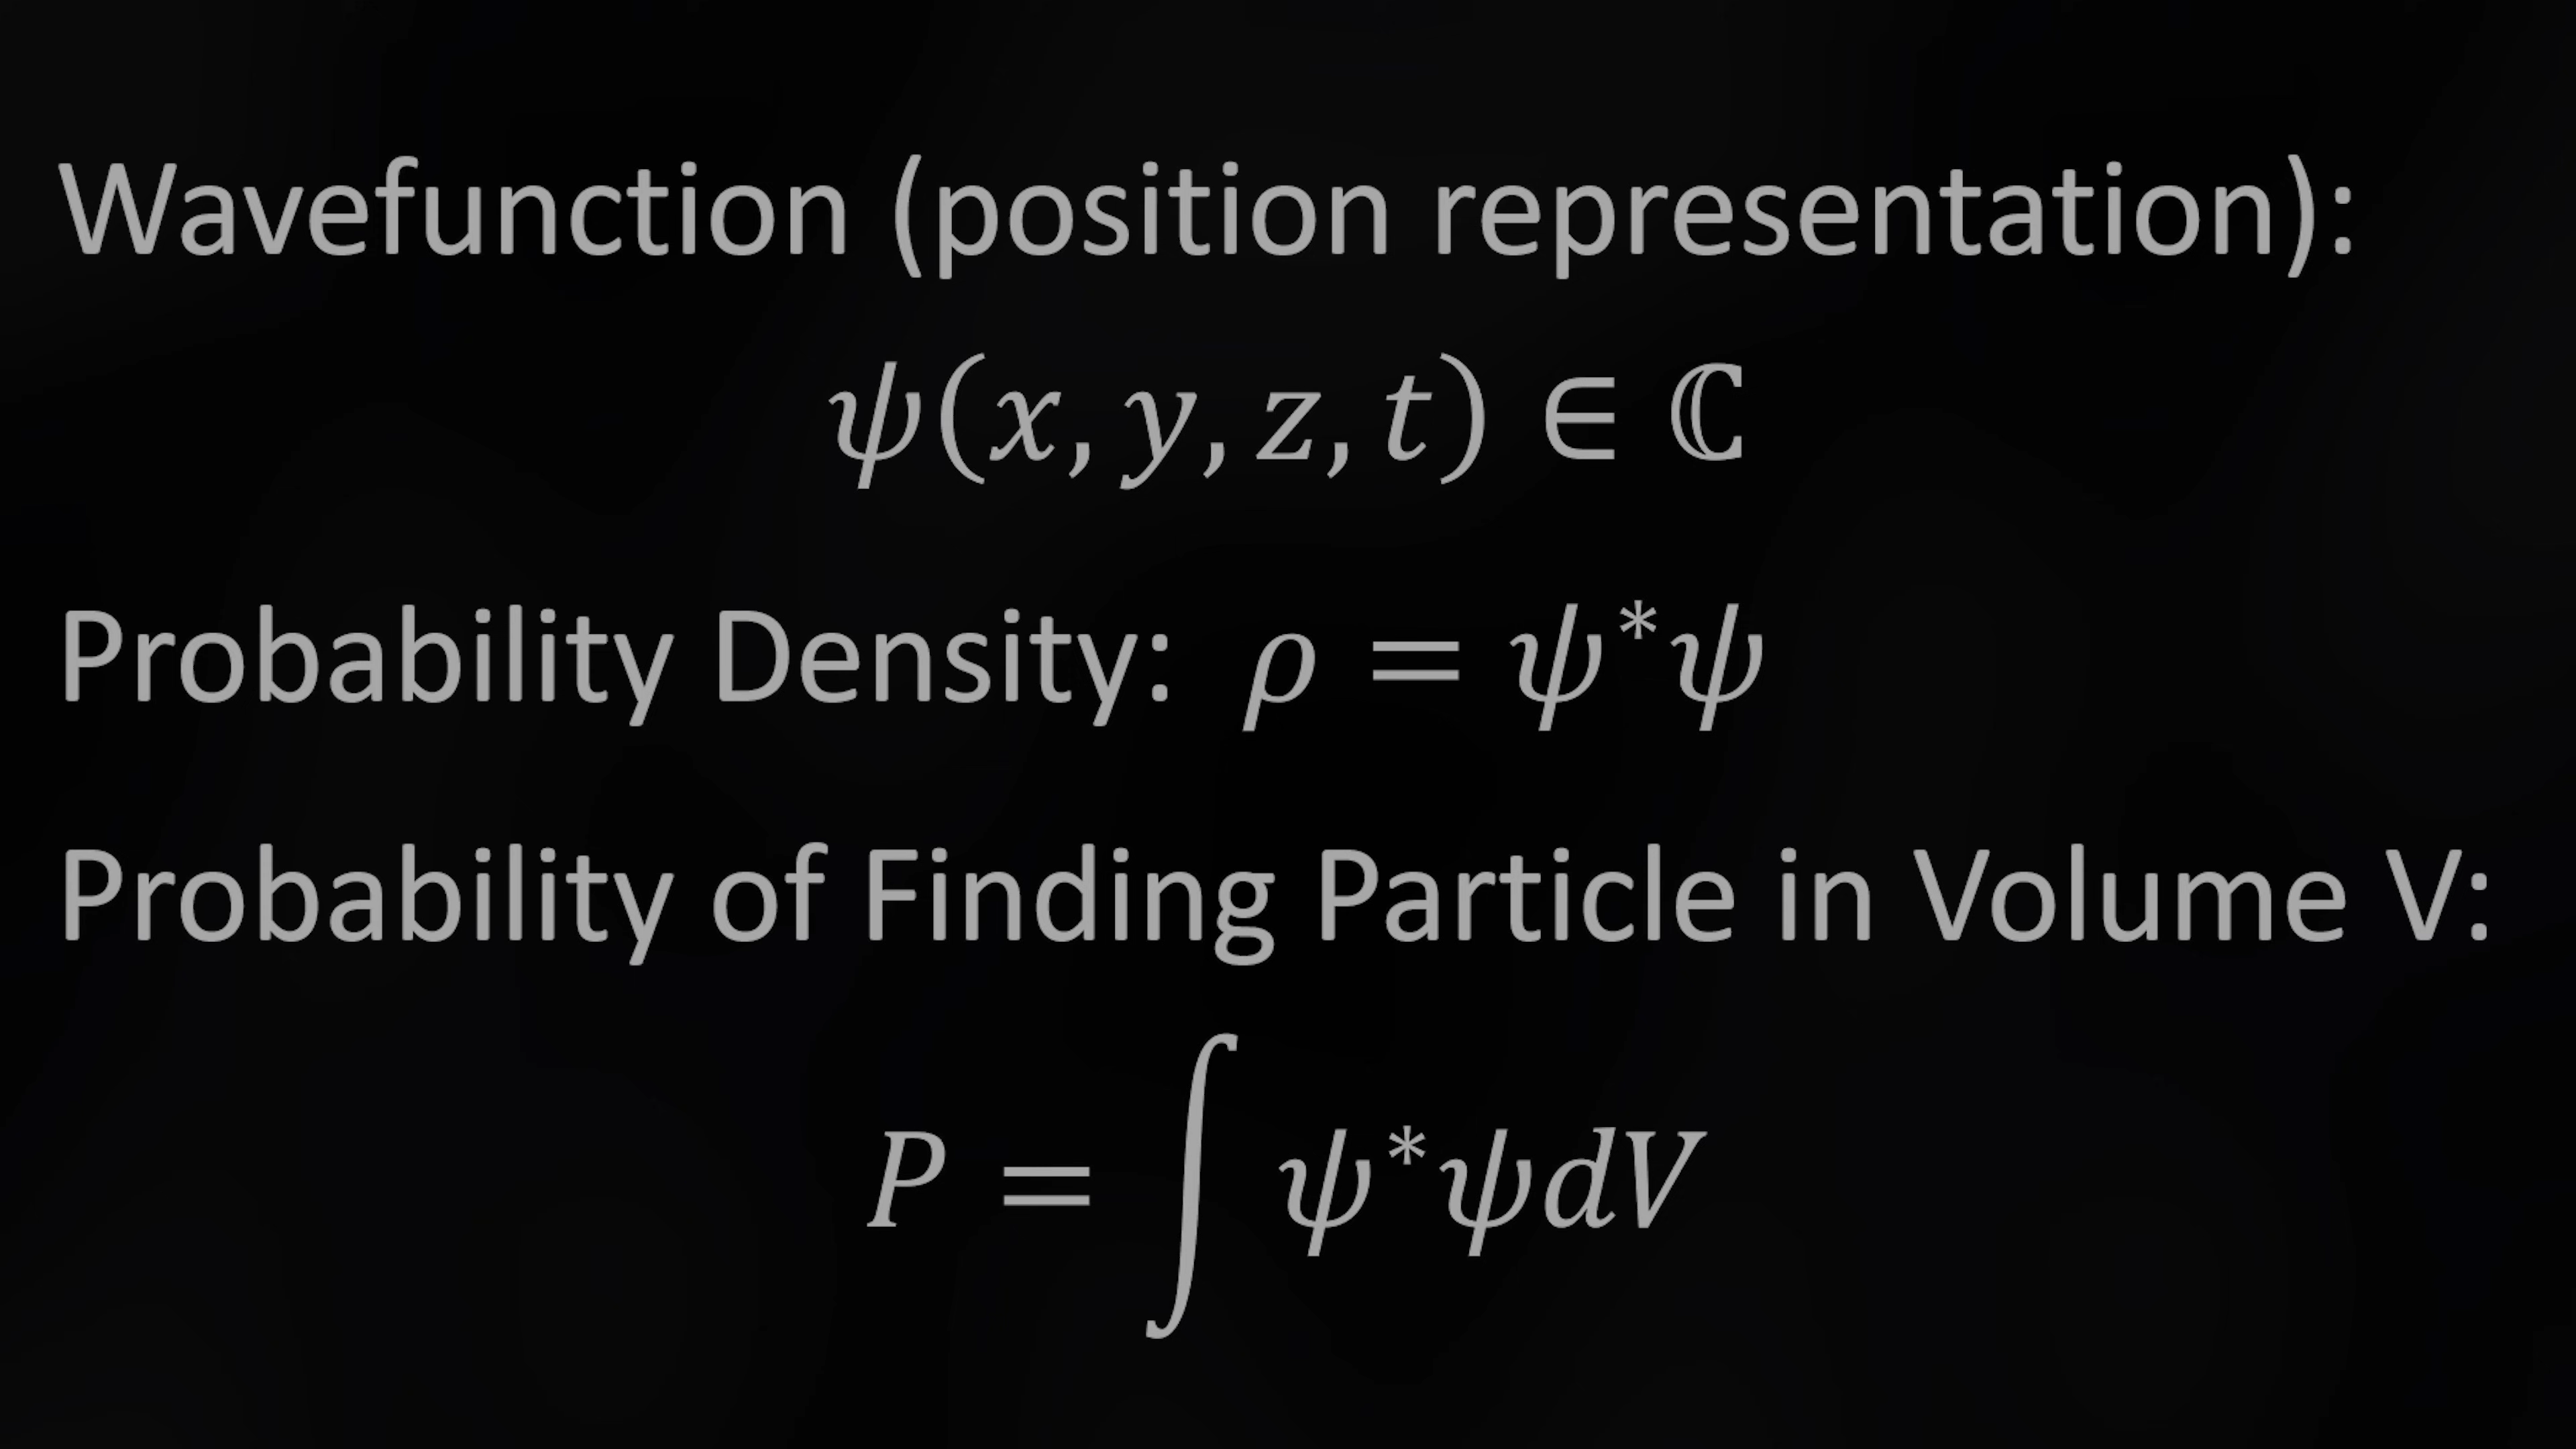 Wavefunction (position representation):
ψ(x, y, z, t) ∈ ℂ
Probability Density: ρ = ψ*ψ
Probability of Finding Particle in Volume V:
P = ∫ ψ*ψdV